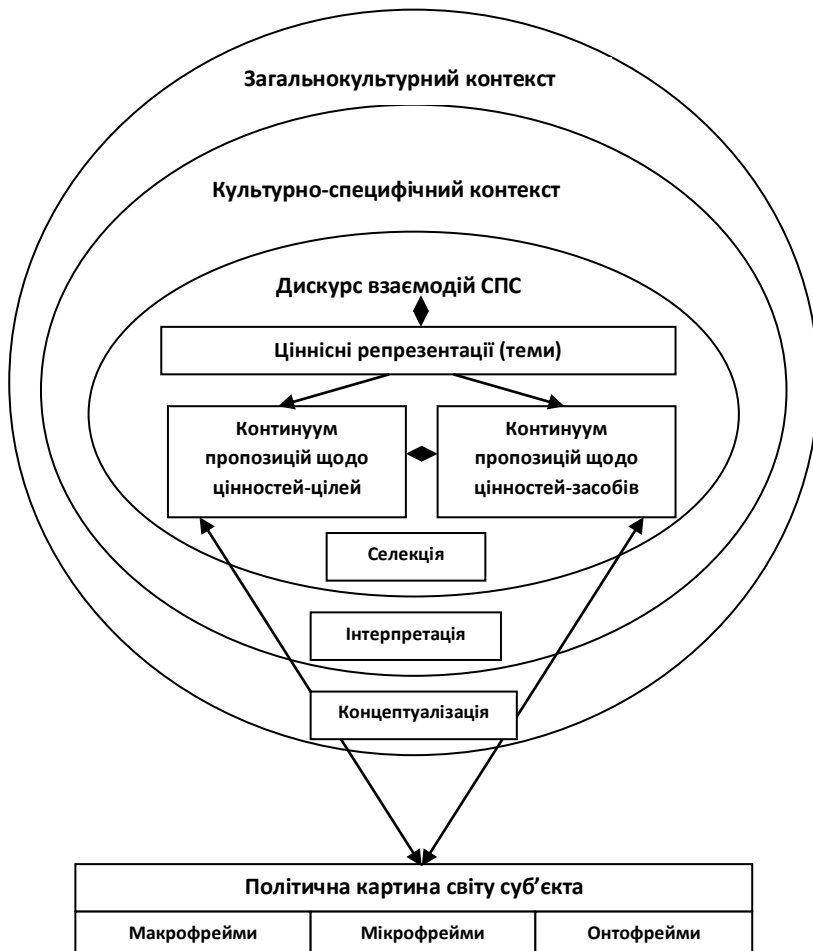 Загальнокультурний контекст
Культурно-специфічний контекст
Дискурс взаємодій СПС
Ціннісні репрезентації (теми)
Континуум
пропозицій щодо
цінностей-цілей
Континуум
пропозицій щодо
цінностей-засобів
Селекція
Інтерпретація
Концептуалізація
Політична картина світу суб’єкта
Макрофрейми
Мікрофрейми
Онтофрейми